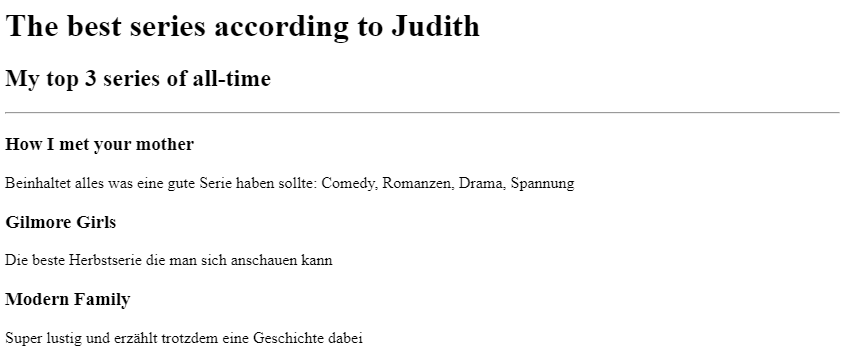 The best series according to Judith
My top 3 series of all-time
How I met your mother
Beinhaltet alles was eine gute Serie haben sollte: Comedy, Romanzen, Drama, Spannung
Gilmore Girls
Die beste Herbstserie die man sich anschauen kann
Modern Family
Super lustig und erzählt trotzdem eine Geschichte dabei